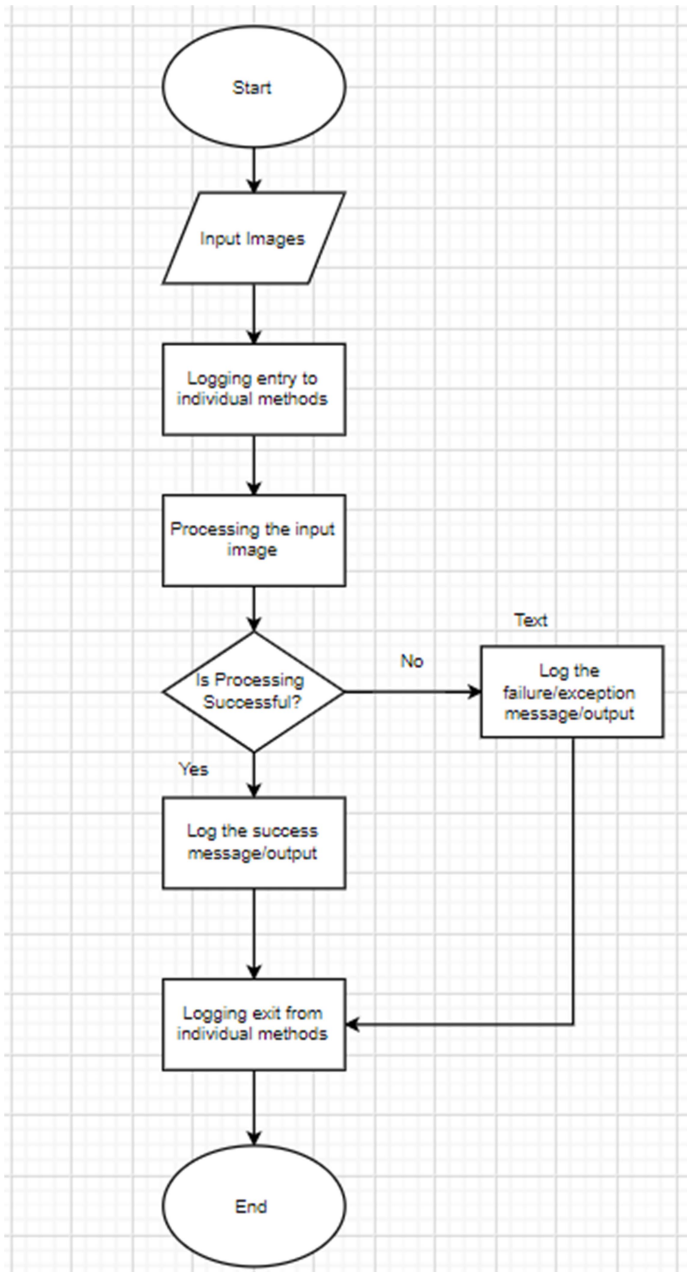 Start
Input Images
Logging entry to
individual methods
Processing the input
image
Is Processing
Successful?
No
Text
Log the
failure/exception
message/output
Yes
Log the success
message/output
Logging exit from
individual methods
End